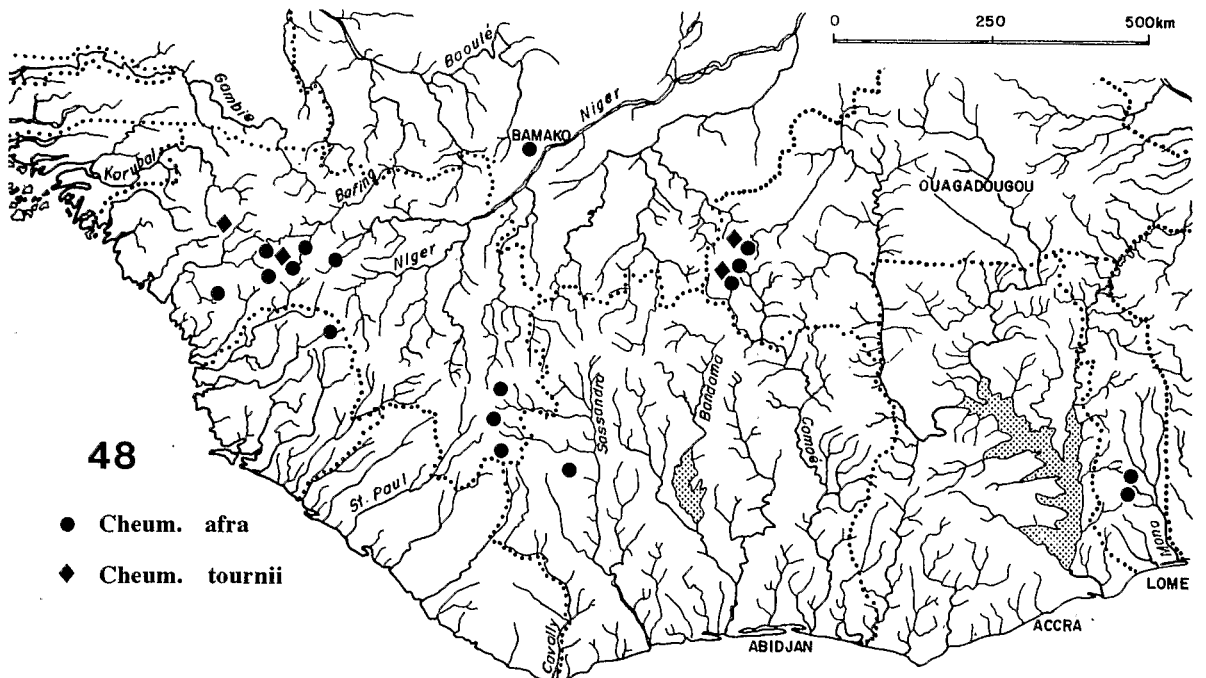 0 250 500km
Baoulé
Gambie
Niger
BAMAKO
Korubal
Bafing
OUAGADOUGOU
Niger
Sassandra
Bandama
Comoé
48
St. Paul
● Cheum. afra
Mono
◆ Cheum. tournii
LOME
ACCRA
ABIDJAN
Cavally